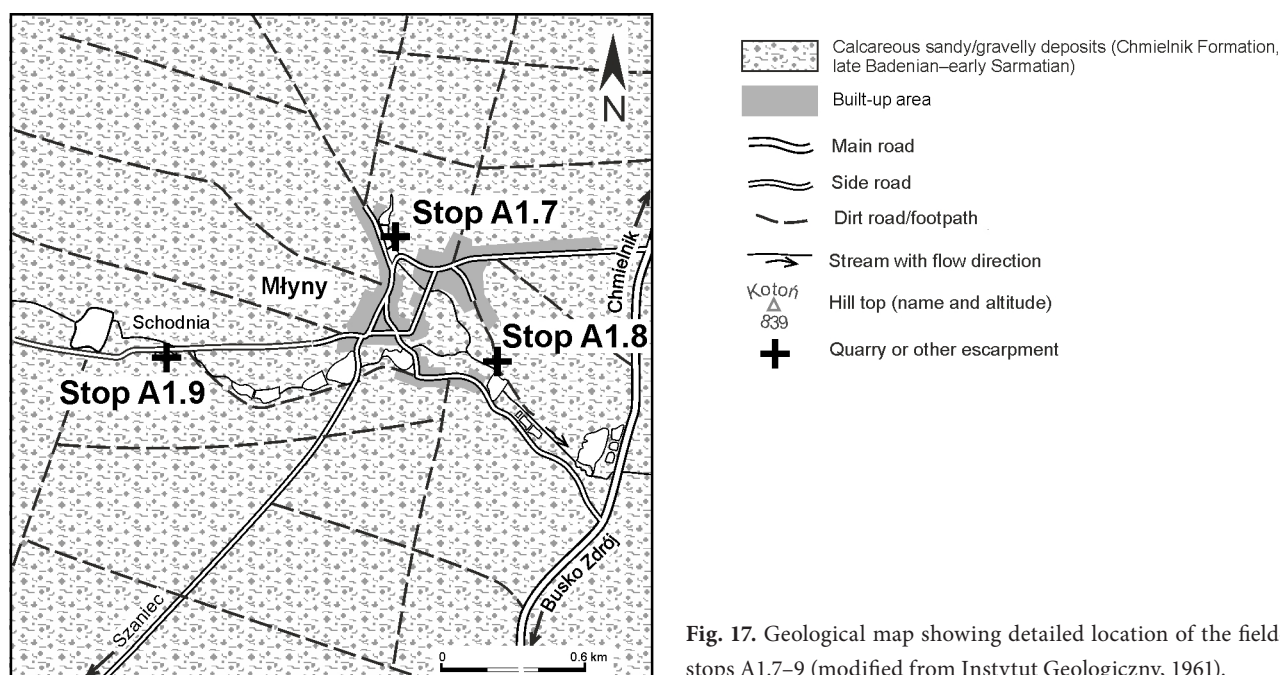 N
Stop A1.7
Chmielnik
Młyny
Schodnia
Stop A1.8
Stop A1.9
Szaniec
Busko Zdrój
0 0.6 km
Calcareous sandy/gravelly deposits (Chmielnik Formation,
late Badenian–early Sarmatian)
Built-up area
Main road
Side road
Dirt road/footpath
Stream with flow direction
Kotoń
839
Hill top (name and altitude)
Quarry or other escarpment
Fig. 17. Geological map showing detailed location of the field
stops A1.7–9 (modified from Instytut Geologiczny, 1961).